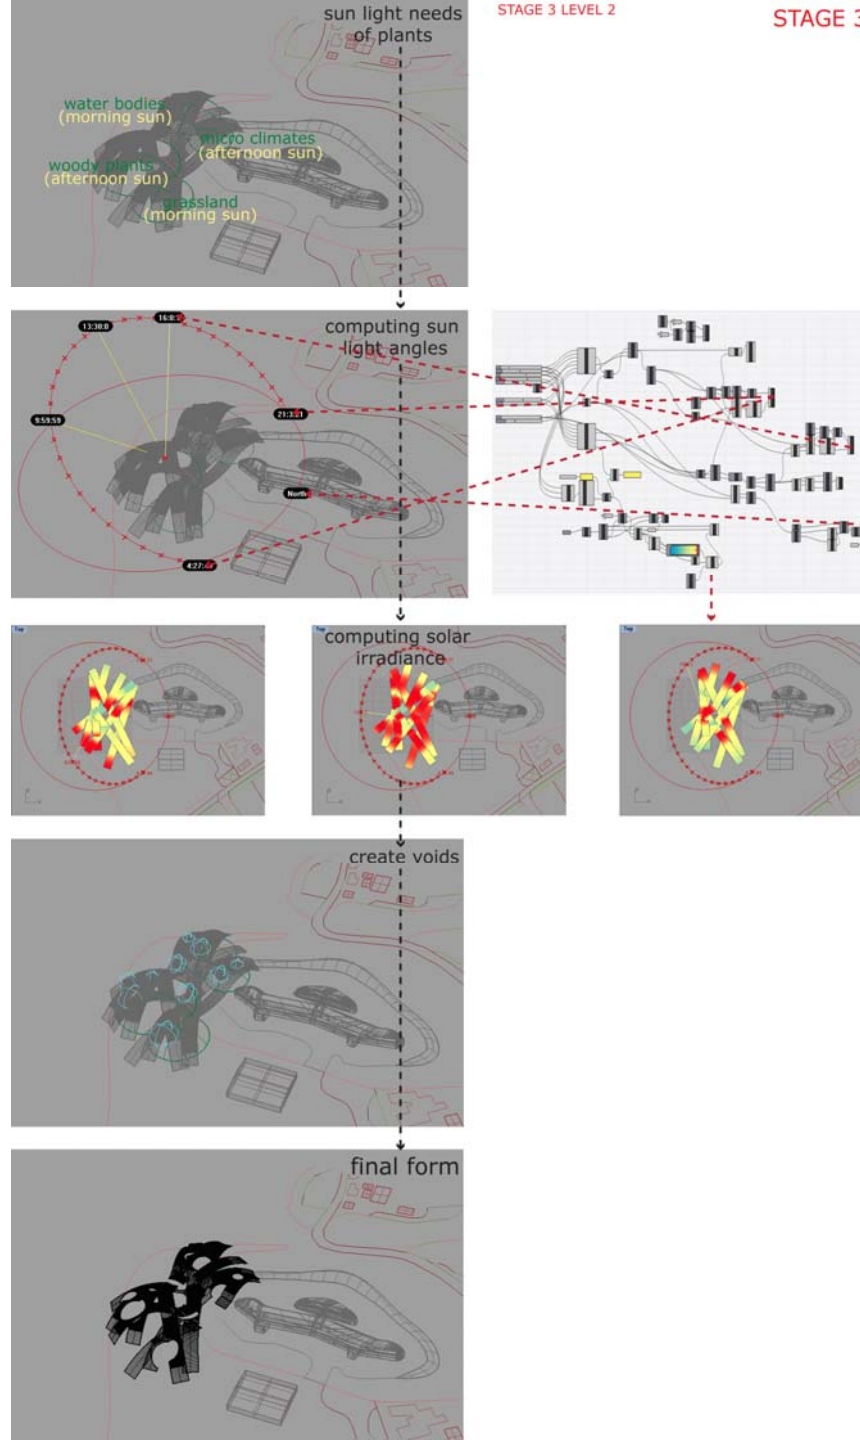 sun light needs
of plants
STAGE 3 LEVEL 2
STAGE 3
water bodies
(morning sun)
micro climates
(afternoon sun)
woody plants
(afternoon sun)
grassland
(morning sun)
computing sun
light angles
13:30:0
9:59:59
North
computing solar
irradiance
Top
Top
Top
create voids
final form